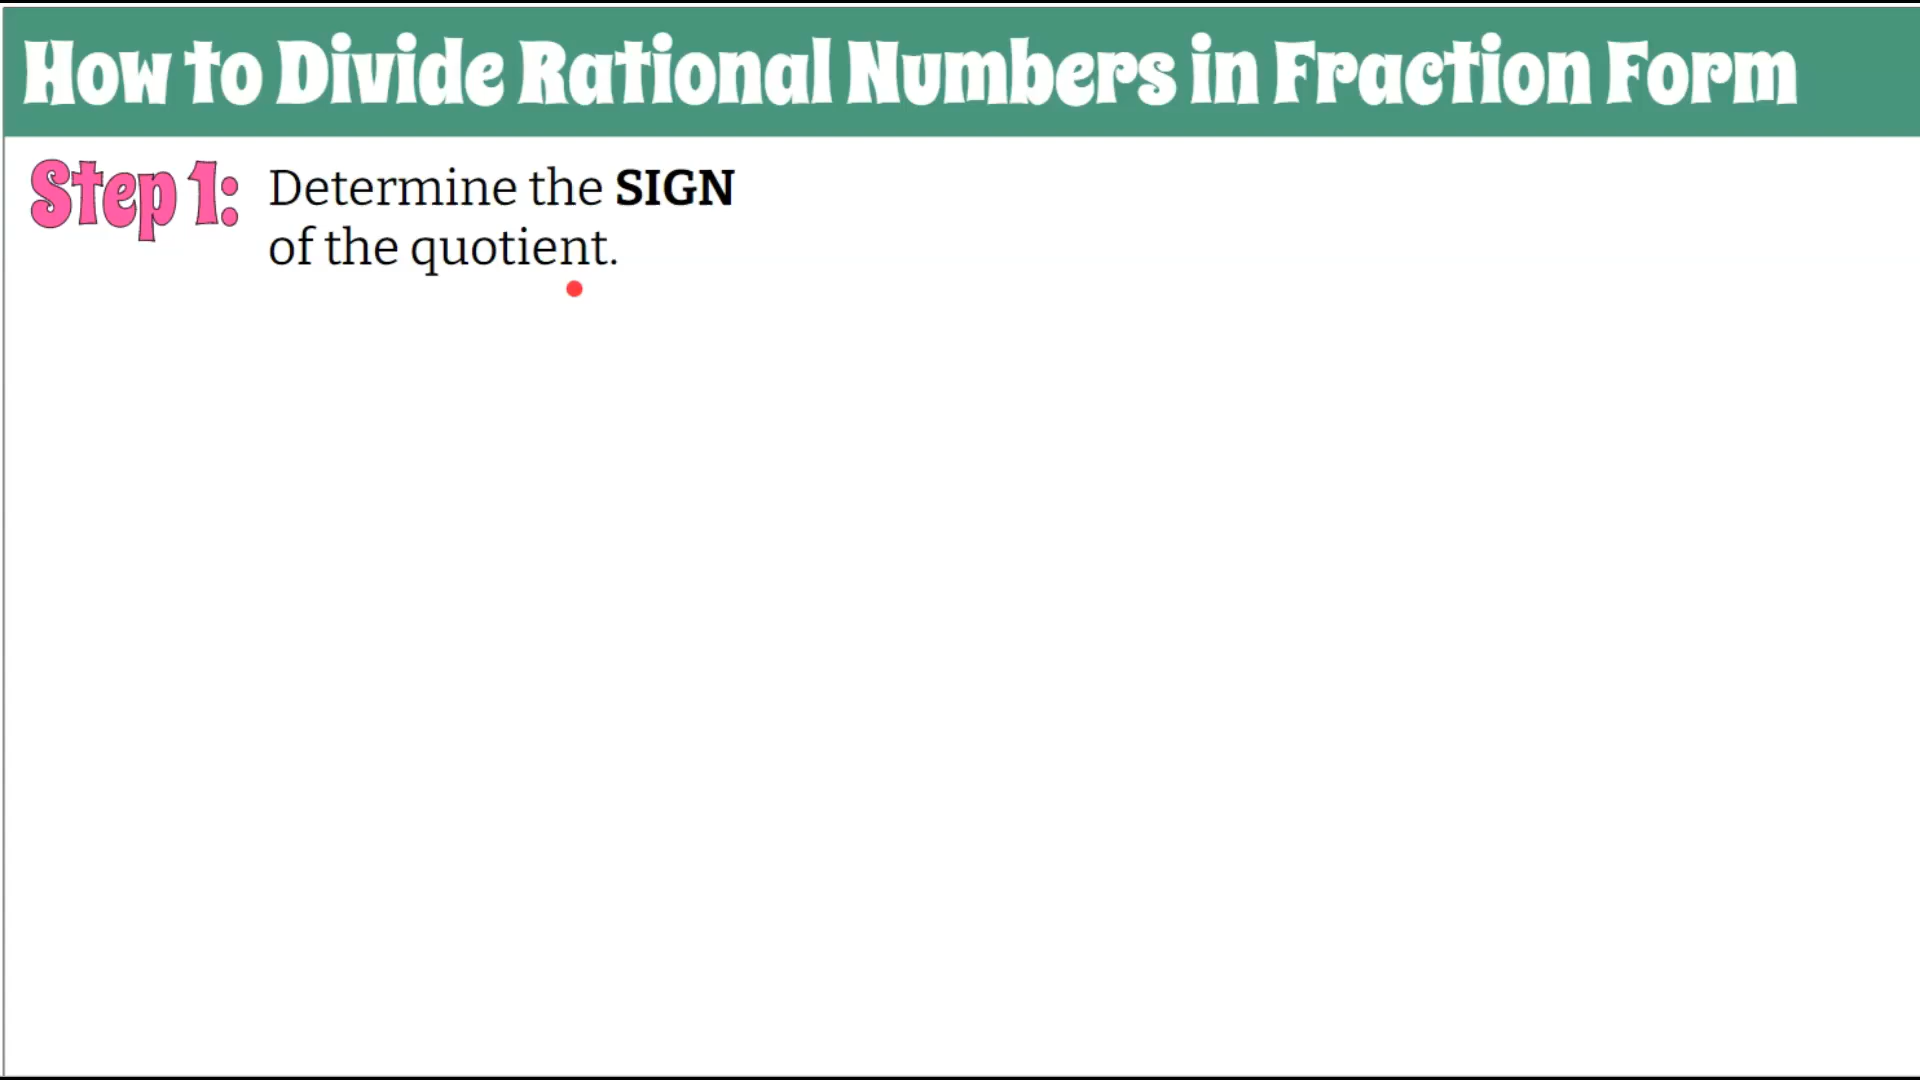 How to Divide Rational Numbers in Fraction Form
Step 1: Determine the SIGN
of the quotient.